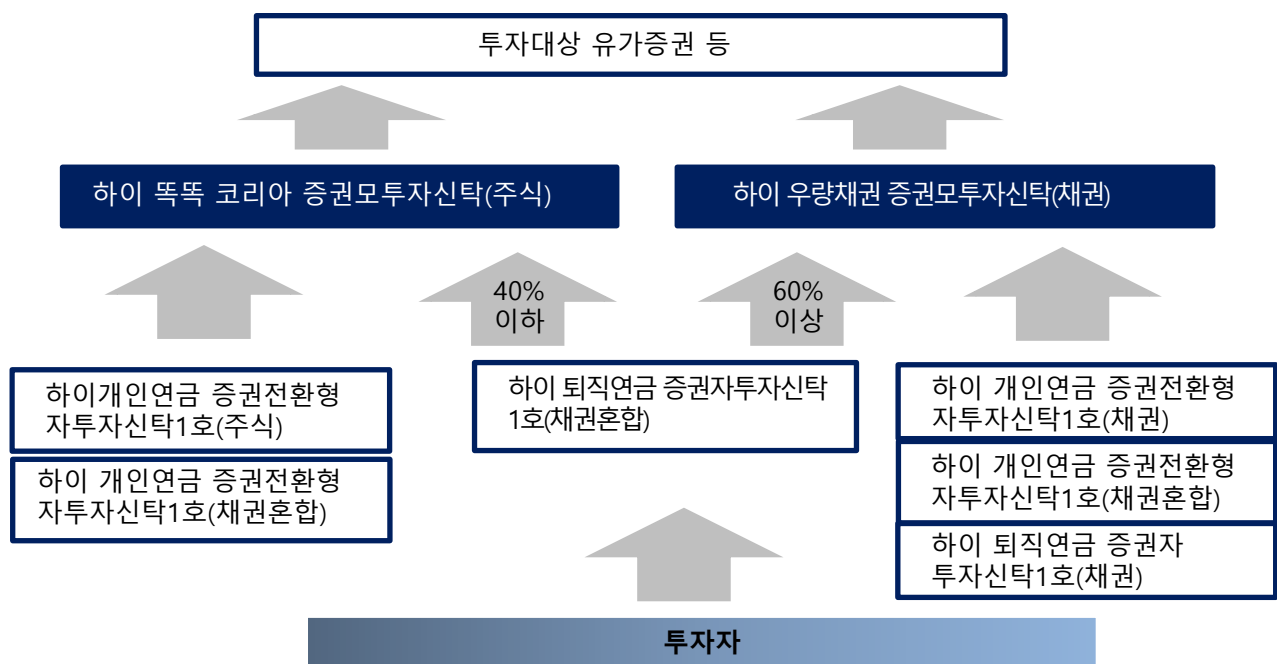 투자대상 유가증권 등
하이 똑똑 코리아 증권모투자신탁(주식)
하이 우량채권 증권모투자신탁(채권)
40%
이하
60%
이상
하이개인연금 증권전환형
자투자신탁1호(주식)
하이 개인연금 증권전환형
자투자신탁1호(채권혼합)
하이 퇴직연금 증권자투자신탁
1호(채권혼합)
하이 개인연금 증권전환형
자투자신탁1호(채권)
하이 개인연금 증권전환형
자투자신탁1호(채권혼합)
하이 퇴직연금 증권자
투자신탁1호(채권)
투자자